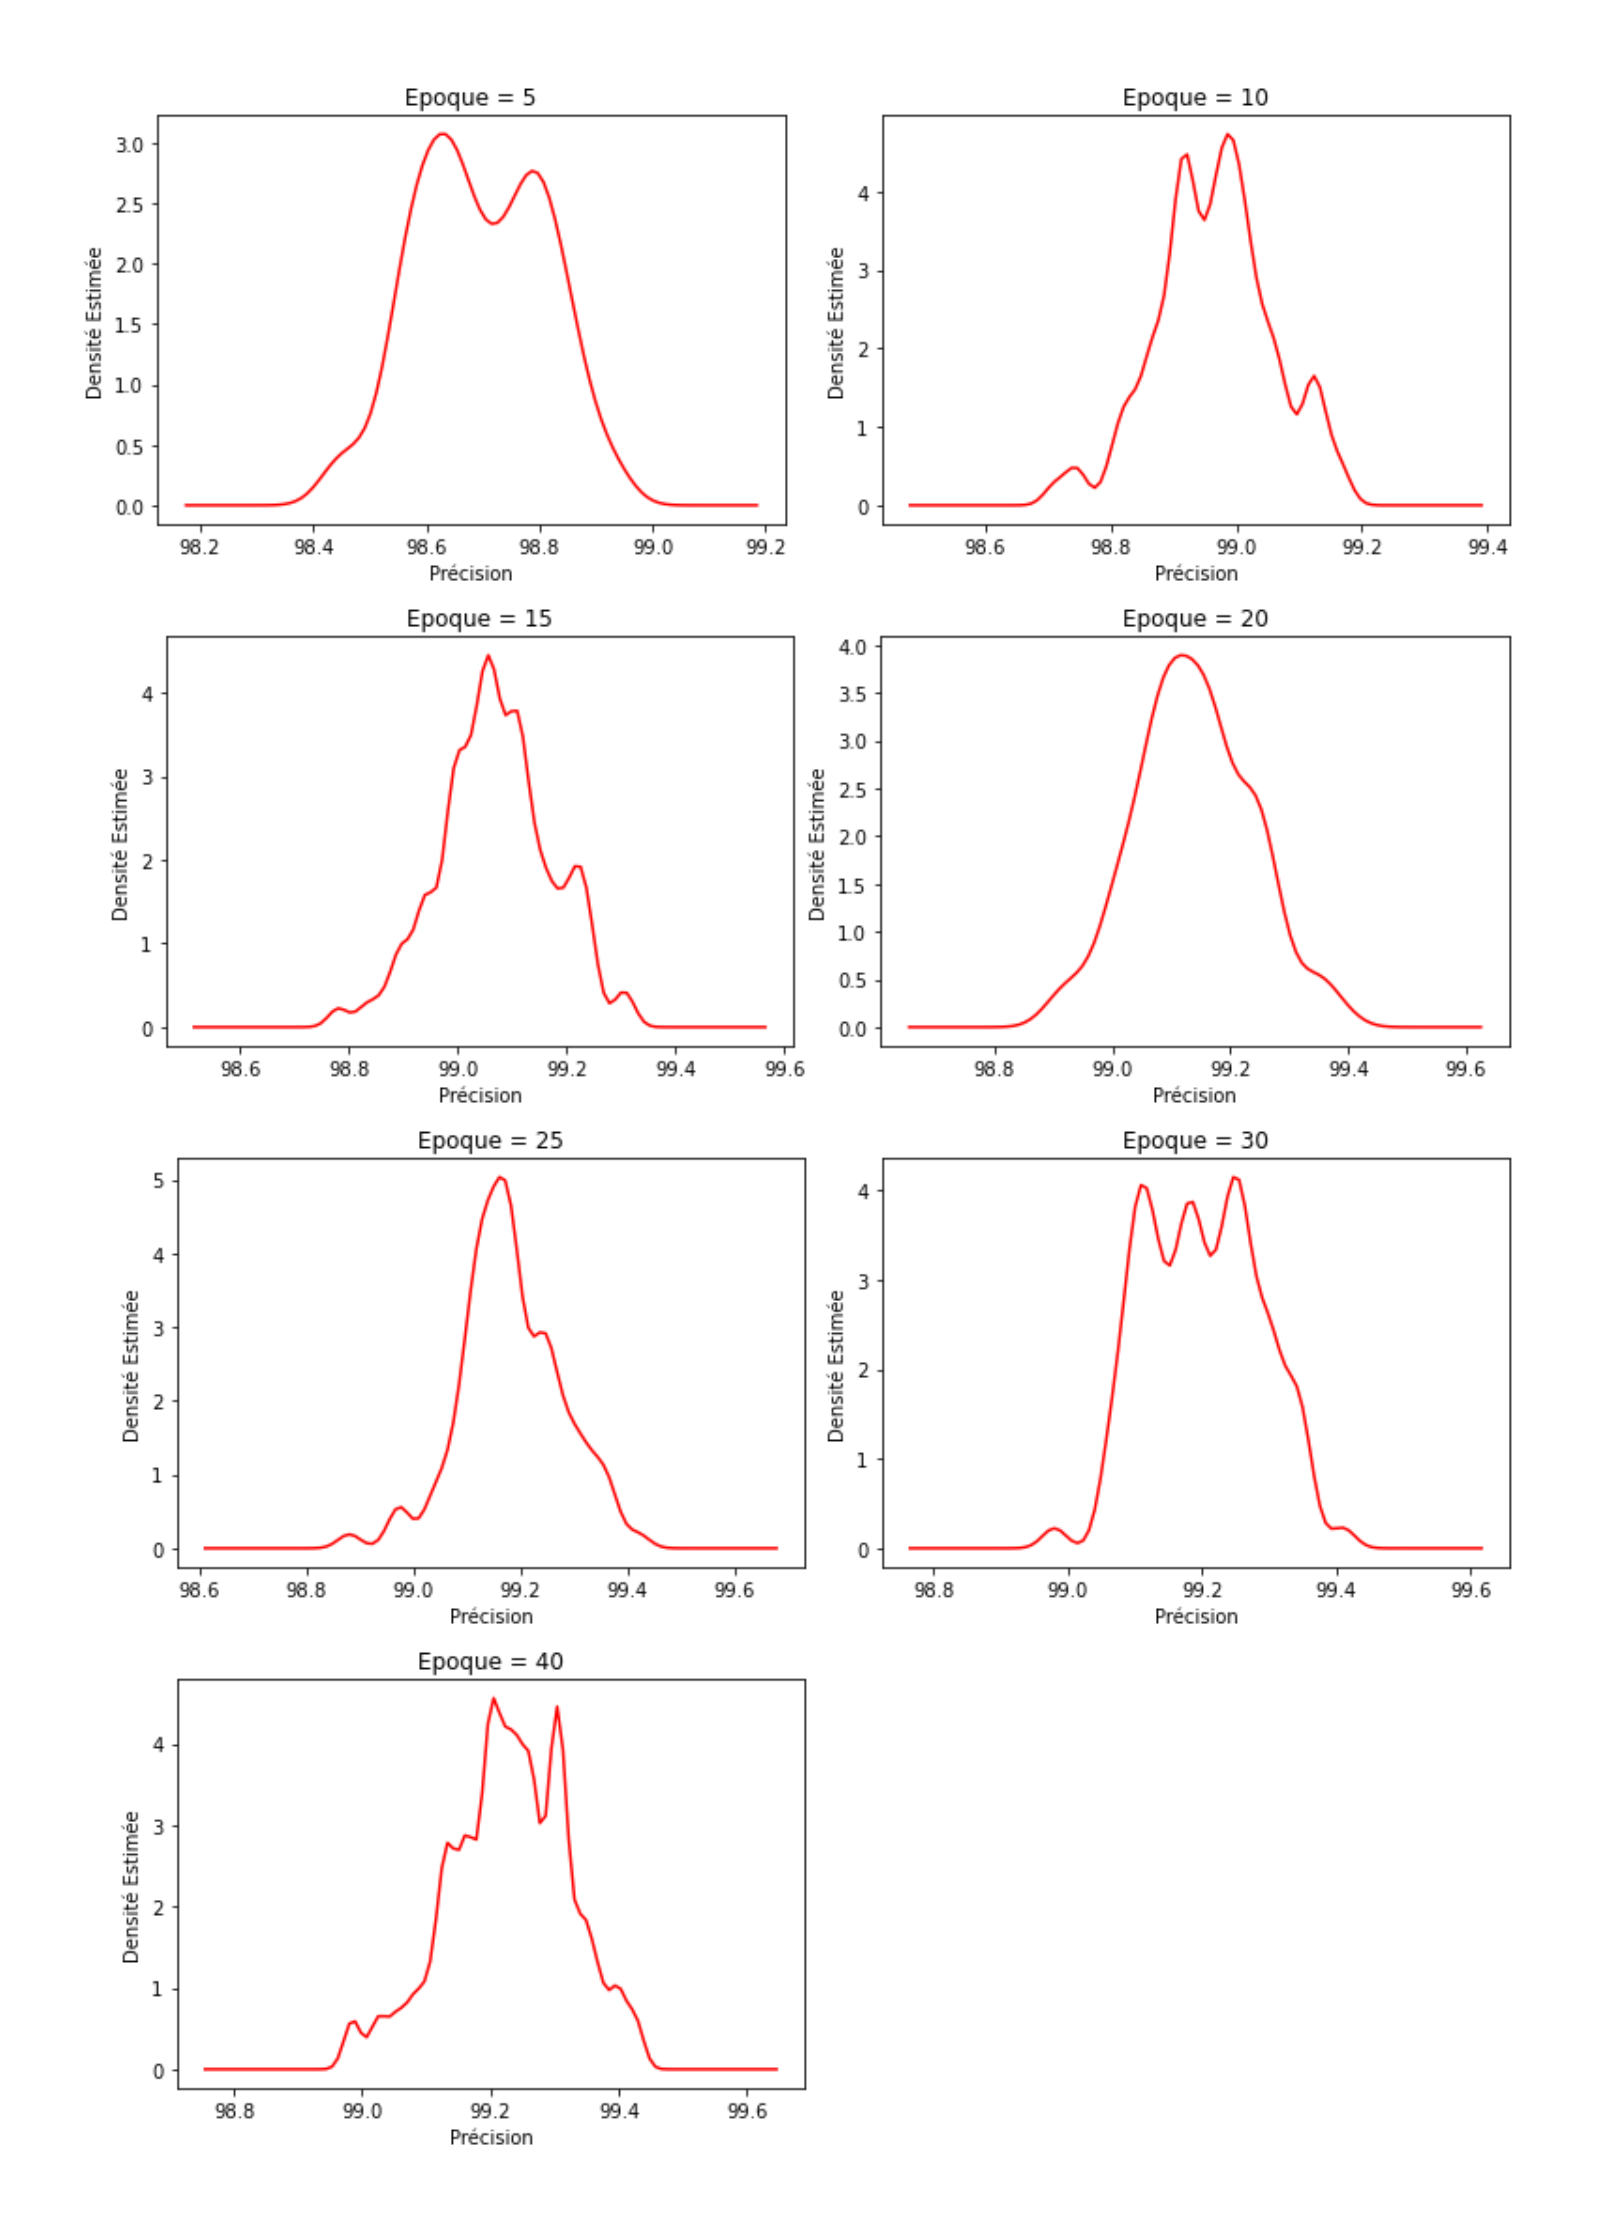 Epoque = 5
Densité Estimée
3.0
2.5
2.0
1.5
1.0
0.5
0.0
98.2 98.4 98.6 98.8 99.0 99.2
Précision
Epoque = 10
Densité Estimée
4
3
2
1
0
98.6 98.8 99.0 99.2 99.4
Précision
Epoque = 15
Densité Estimée
4
3
2
1
0
98.6 98.8 99.0 99.2 99.4 99.6
Précision
Epoque = 20
Densité Estimée
4.0
3.5
3.0
2.5
2.0
1.5
1.0
0.5
0.0
98.8 99.0 99.2 99.4 99.6
Précision
Epoque = 25
Densité Estimée
5
4
3
2
1
0
98.6 98.8 99.0 99.2 99.4 99.6
Précision
Epoque = 30
Densité Estimée
4
3
2
1
0
98.8 99.0 99.2 99.4 99.6
Précision
Epoque = 40
Densité Estimée
4
3
2
1
0
98.8 99.0 99.2 99.4 99.6
Précision